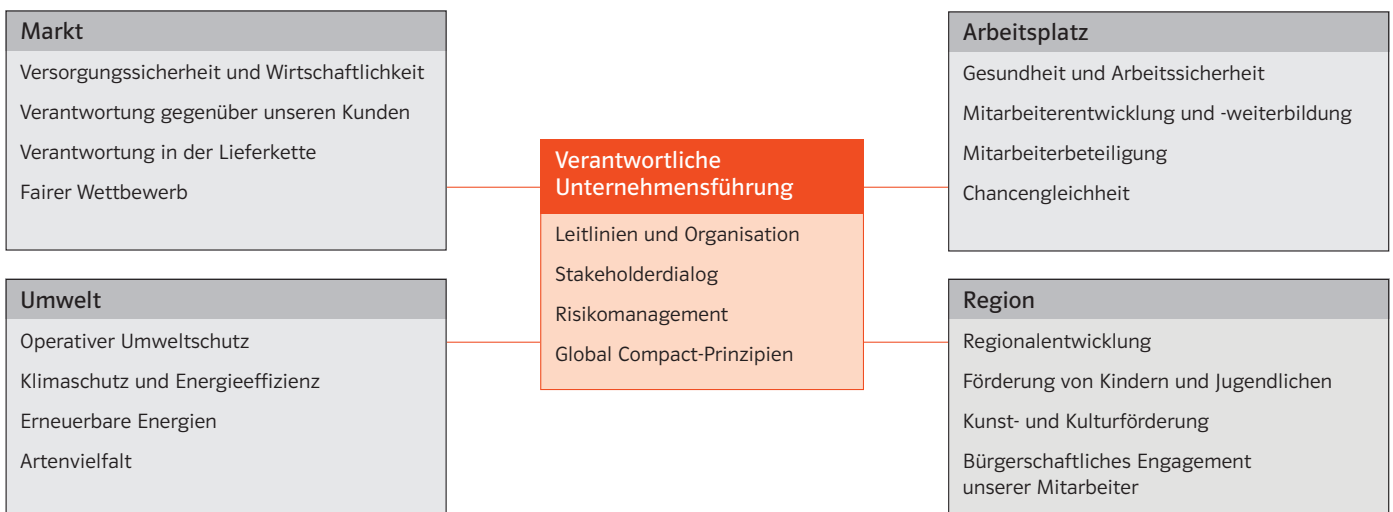 Markt
Versorgungssicherheit und Wirtschaftlichkeit
Verantwortung gegenüber unseren Kunden
Verantwortung in der Lieferkette
Fairer Wettbewerb
Umwelt
Operativer Umweltschutz
Klimaschutz und Energieeffizienz
Erneuerbare Energien
Artenvielfalt
Verantwortliche
Unternehmensführung
Leitlinien und Organisation
Stakeholderdialog
Risikomanagement
Global Compact-Prinzipien
Arbeitsplatz
Gesundheit und Arbeitssicherheit
Mitarbeiterentwicklung und -weiterbildung
Mitarbeiterbeteiligung
Chancengleichheit
Region
Regionalentwicklung
Förderung von Kindern und Jugendlichen
Kunst- und Kulturförderung
Bürgerschaftliches Engagement
unserer Mitarbeiter